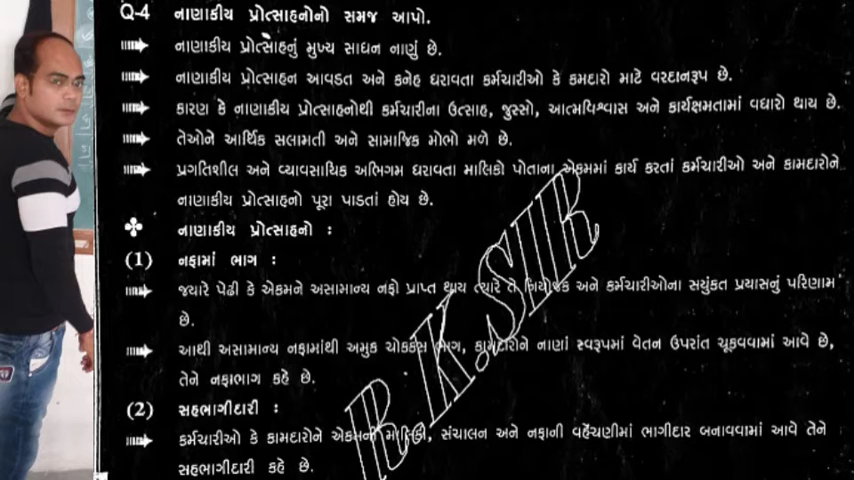 Q-4 નાણાકીય પ્રોત્સાહનોનો સમજ આપો.
નાણાકીય પ્રોત્સાહનનું મુખ્ય સાધન નાણું છે.
નાણાકીય પ્રોત્સાહન આવડત અને કનેહ ધરાવતા કર્મચારીઓ કે કમદારો માટે વરદાનરૂપ છે.
કારણ કે નાણાકીય પ્રોત્સાહનોથી કર્મચારીના ઉત્સાહ, જુસ્સો, આત્મવિશ્વાસ અને કાર્યક્ષમતામાં વધારો થાય છે.
તેઓને આર્થિક સલામતી અને સામાજિક મોભો મળે છે.
પ્રગતિશીલ અને વ્યાવસાયિક અભિગમ ધરાવતા માલિકો પોતાના એકમમાં કાર્ય કરતાં કર્મચારીઓ અને કામદારોને
નાણાકીય પ્રોત્સાહનો પૂરા પાડતાં હોય છે.
નાણાકીય પ્રોત્સાહનો :
(1) નફામાં ભાગ :
જ્યારે પેઢી કે એકમને અસામાન્ય નફો પ્રાપ્ત થાય ત્યારે તે નિયોજક અને કર્મચારીઓના સયુંકત પ્રયાસનું પરિણામ
છે.
આથી અસામાન્ય નફામાંથી અમુક ચોક્કસ ભાગ, કામદારોને નાણાં સ્વરૂપમાં વેતન ઉપરાંત ચૂકવવામાં આવે છે,
તેને નફાભાગ કહે છે.
(2) સહભાગીદારી :
કર્મચારીઓ કે કામદારોને એકમની માલિકી, સંચાલન અને નફાની વહેંચણીમાં ભાગીદાર બનાવવામાં આવે તેને
સહભાગીદારી કહે છે.
R.K.SIR